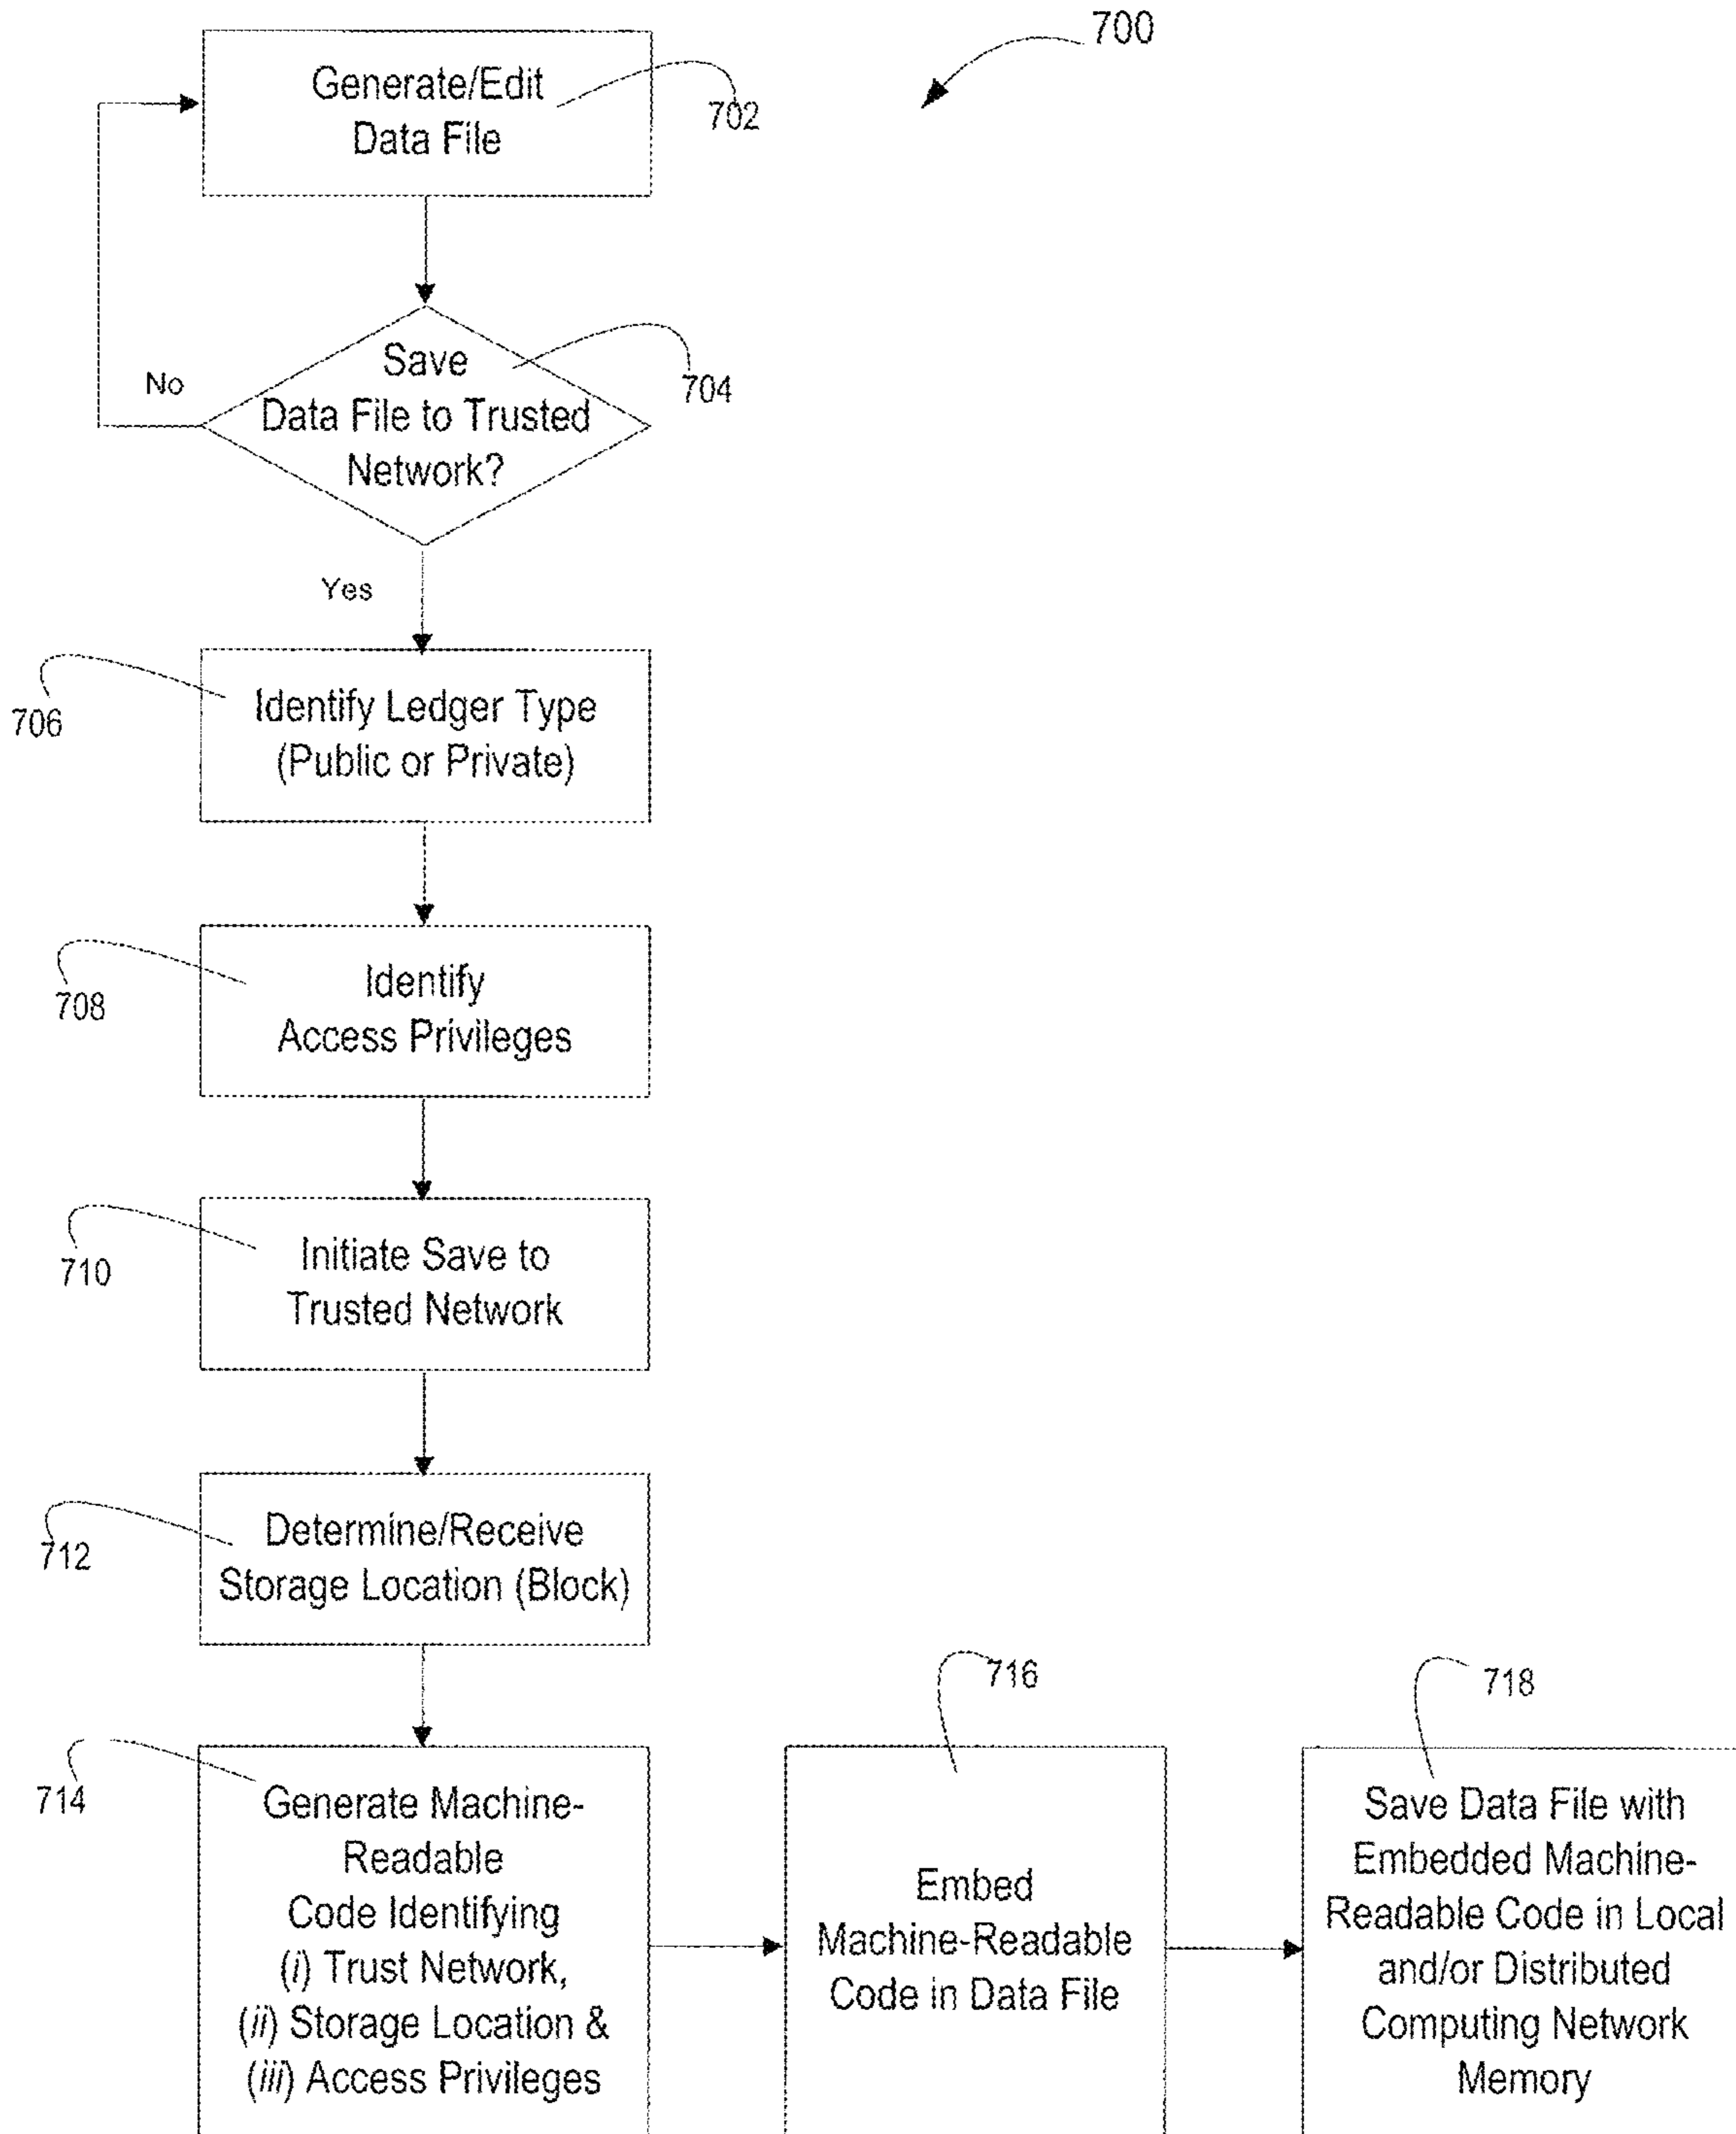 700
Generate/Edit
Data File
702
Save
Data File to Trusted
Network?
704
No
Yes
706
Identify Ledger Type
(Public or Private)
708
Identify
Access Privileges
710
Initiate Save to
Trusted Network
712
Determine/Receive
Storage Location (Block)
714
Generate Machine-
Readable
Code Identifying
(i) Trust Network,
(ii) Storage Location &
(iii) Access Privileges
716
Embed
Machine-Readable
Code in Data File
718
Save Data File with
Embedded Machine-
Readable Code in Local
and/or Distributed
Computing Network
Memory